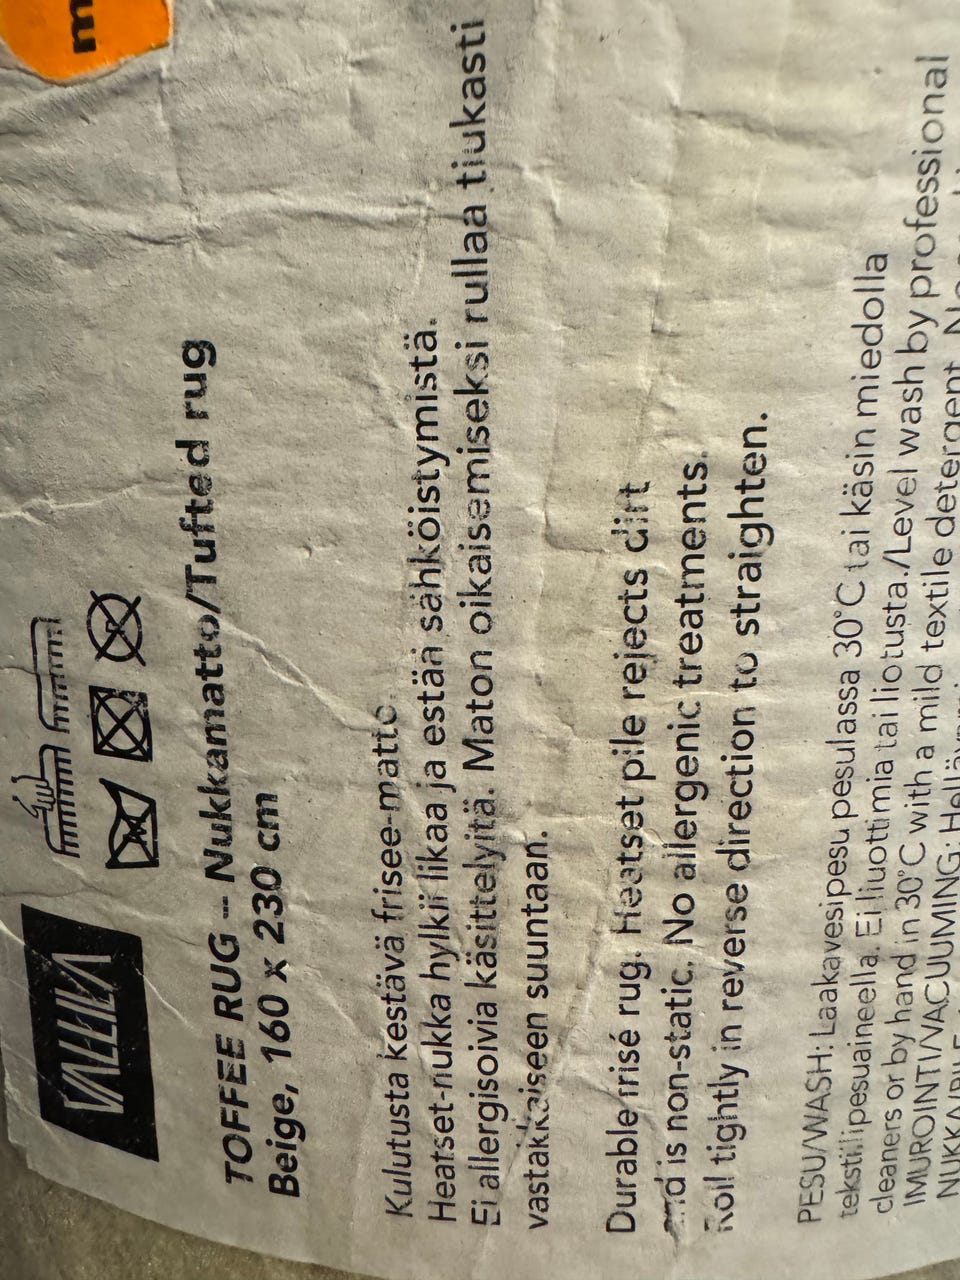 VALLILA
m
TOFFEE RUG – Nukkamatto/Tufted rug
Beige, 160 x 230 cm
Kulutusta kestävä frisee-matto.
Heatset-nukka hylkii likaa ja estää sähköistymistä.
Ei allergisoivia käsittelyitä. Maton oikaisemiseksi rullaa tiukasti
vastakkaiseen suuntaan.
Durable frisé rug. Heatset pile rejects dirt
and is non-static. No allergenic treatments.
Roll tightly in reverse direction to straighten.
PESU/WASH: Laakavesipesu pesulassa 30°C tai käsin miedolla
tekstiilipesuaineella. Ei liuottimia tai liotusta./Level wash by professional
cleaners or by hand in 30°C with a mild textile detergent. No
IMUROINTI/VACUUMING: